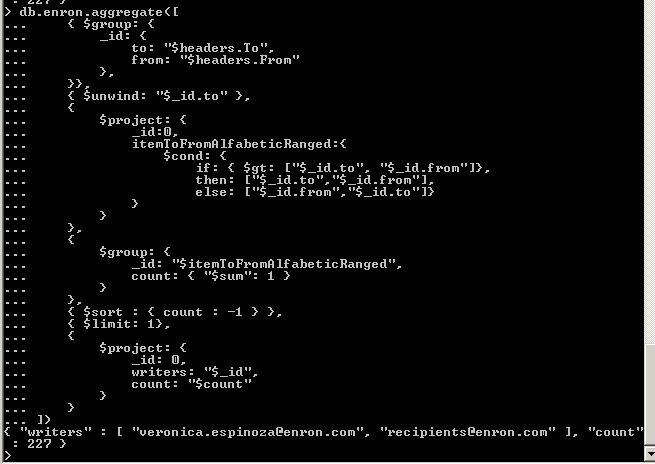 : 227 }
> db.enron.aggregate([
...     { $group: {
...         _id: {
...             to: "$headers.To",
...             from: "$headers.From"
...         },
...     }},
...     { $unwind: "$_id.to" },
...     {
...         $project: {
...             _id:0,
...             itemToFromAlfabeticRanged:{
...                 $cond: {
...                     if: { $gt: ["$_id.to", "$_id.from"]},
...                     then: ["$_id.to","$_id.from"],
...                     else: ["$_id.from","$_id.to"]}
...             }
...         }
...     },
...     {
...         $group: {
...             _id: "$itemToFromAlfabeticRanged",
...             count: { "$sum": 1 }
...         }
...     },
...     { $sort : { count : -1 } },
...     { $limit: 1},
...     {
...         $project: {
...             _id: 0,
...             writers: "$_id",
...             count: "$count"
...         }
...     }
... ])
{ "writers" : [ "veronica.espinoza@enron.com", "recipients@enron.com" ], "count"
: 227 }
>